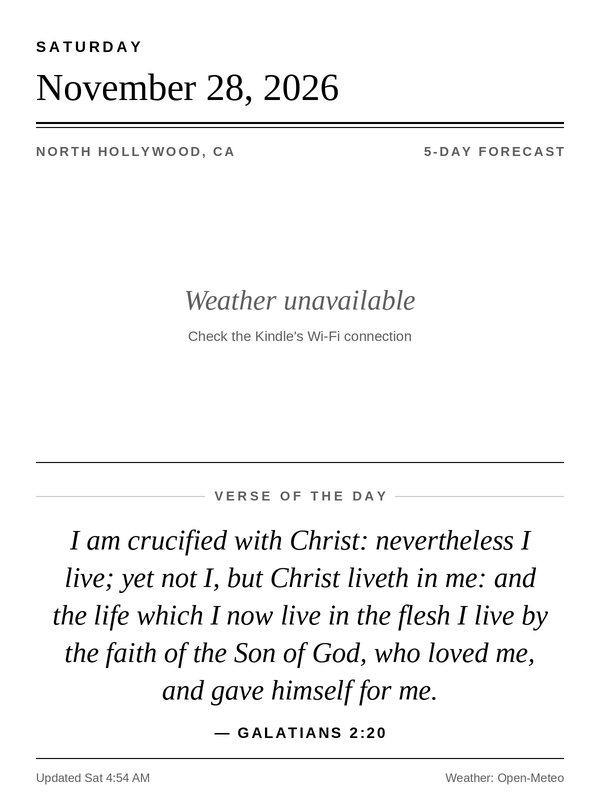 SATURDAY
November 28, 2026
NORTH HOLLYWOOD, CA
5-DAY FORECAST
Weather unavailable
Check the Kindle's Wi-Fi connection
VERSE OF THE DAY
I am crucified with Christ: nevertheless I
live; yet not I, but Christ liveth in me: and
the life which I now live in the flesh I live by
the faith of the Son of God, who loved me,
and gave himself for me.
— GALATIANS 2:20
Updated Sat 4:54 AM
Weather: Open-Meteo